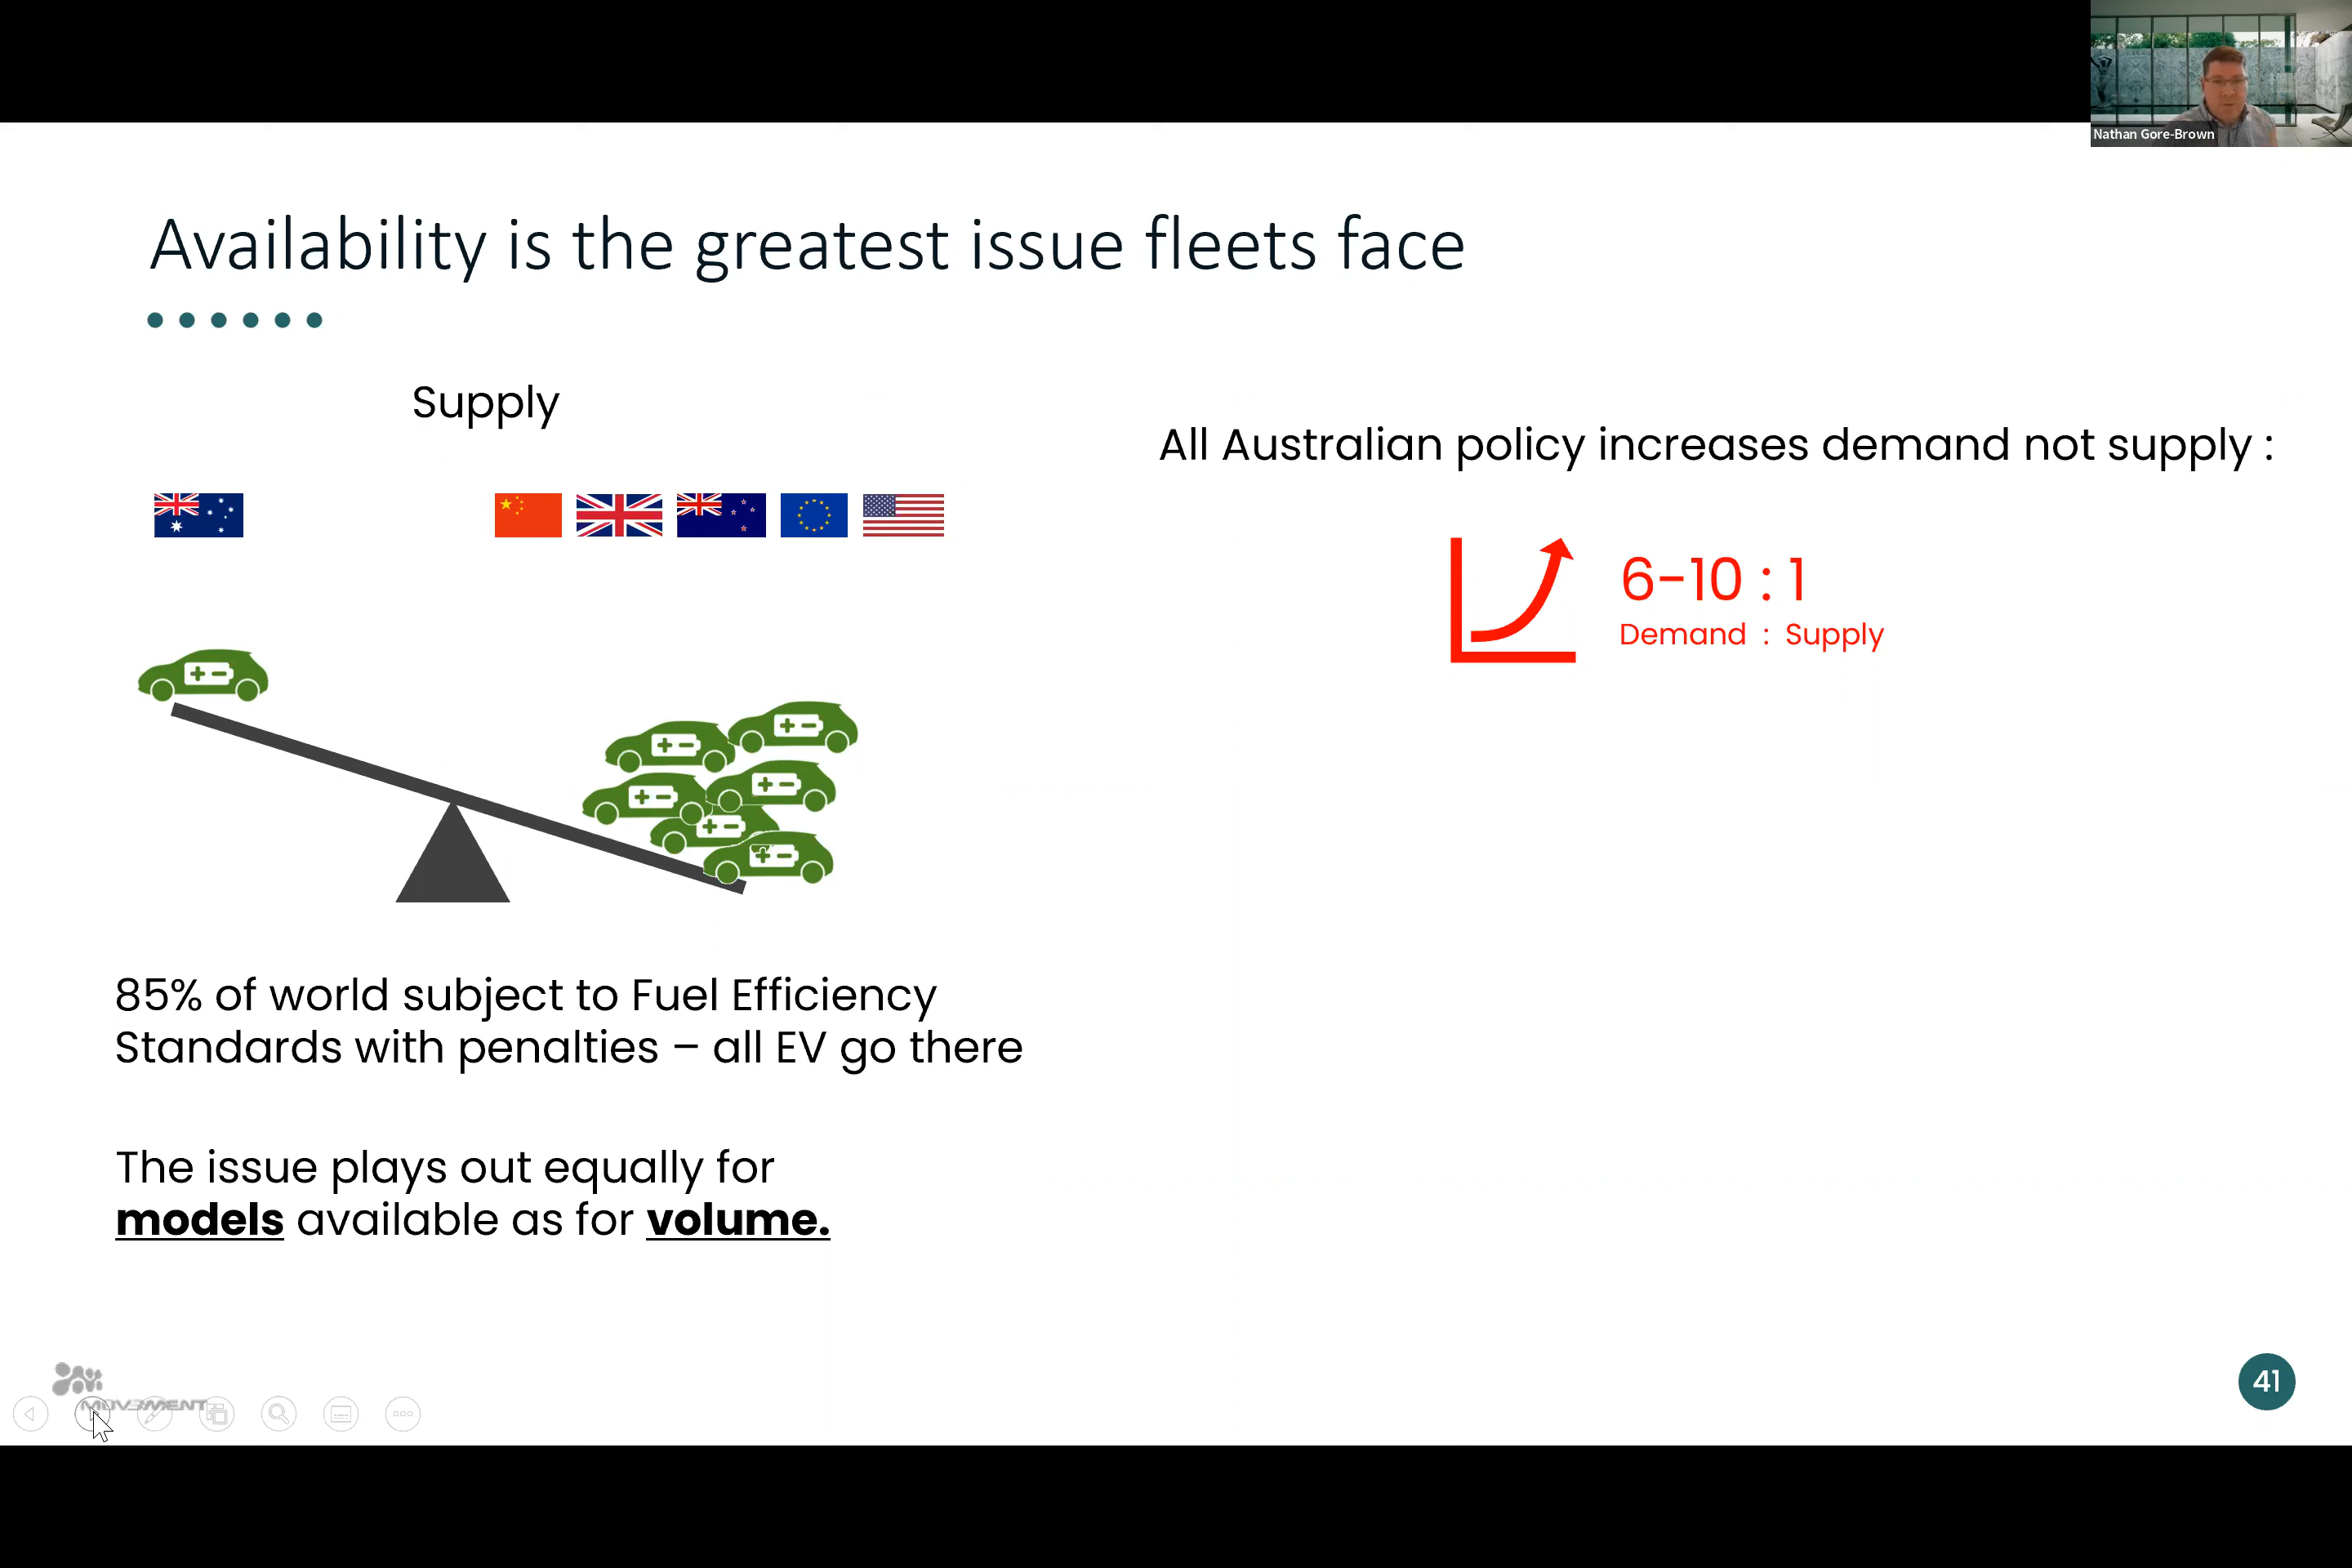 Nathan Gore-Brown
Availability is the greatest issue fleets face
Supply
All Australian policy increases demand not supply :
6-10 : 1
Demand : Supply
85% of world subject to Fuel Efficiency
Standards with penalties – all EV go there
The issue plays out equally for
models available as for volume.
MOV3MENT
41